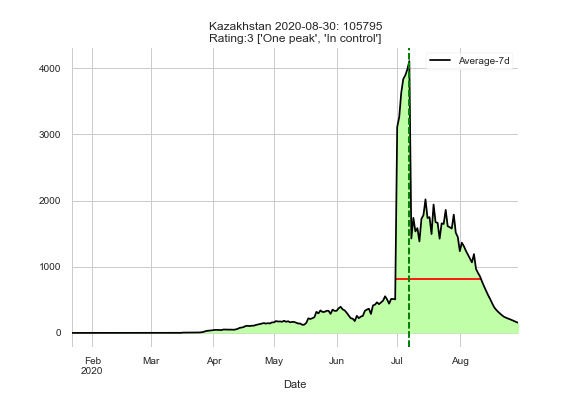 Kazakhstan 2020-08-30: 105795
Rating:3 ['One peak', 'In control']
Average-7d
4000
3000
2000
1000
0
Feb Mar Apr May Jun Jul Aug
2020
Date